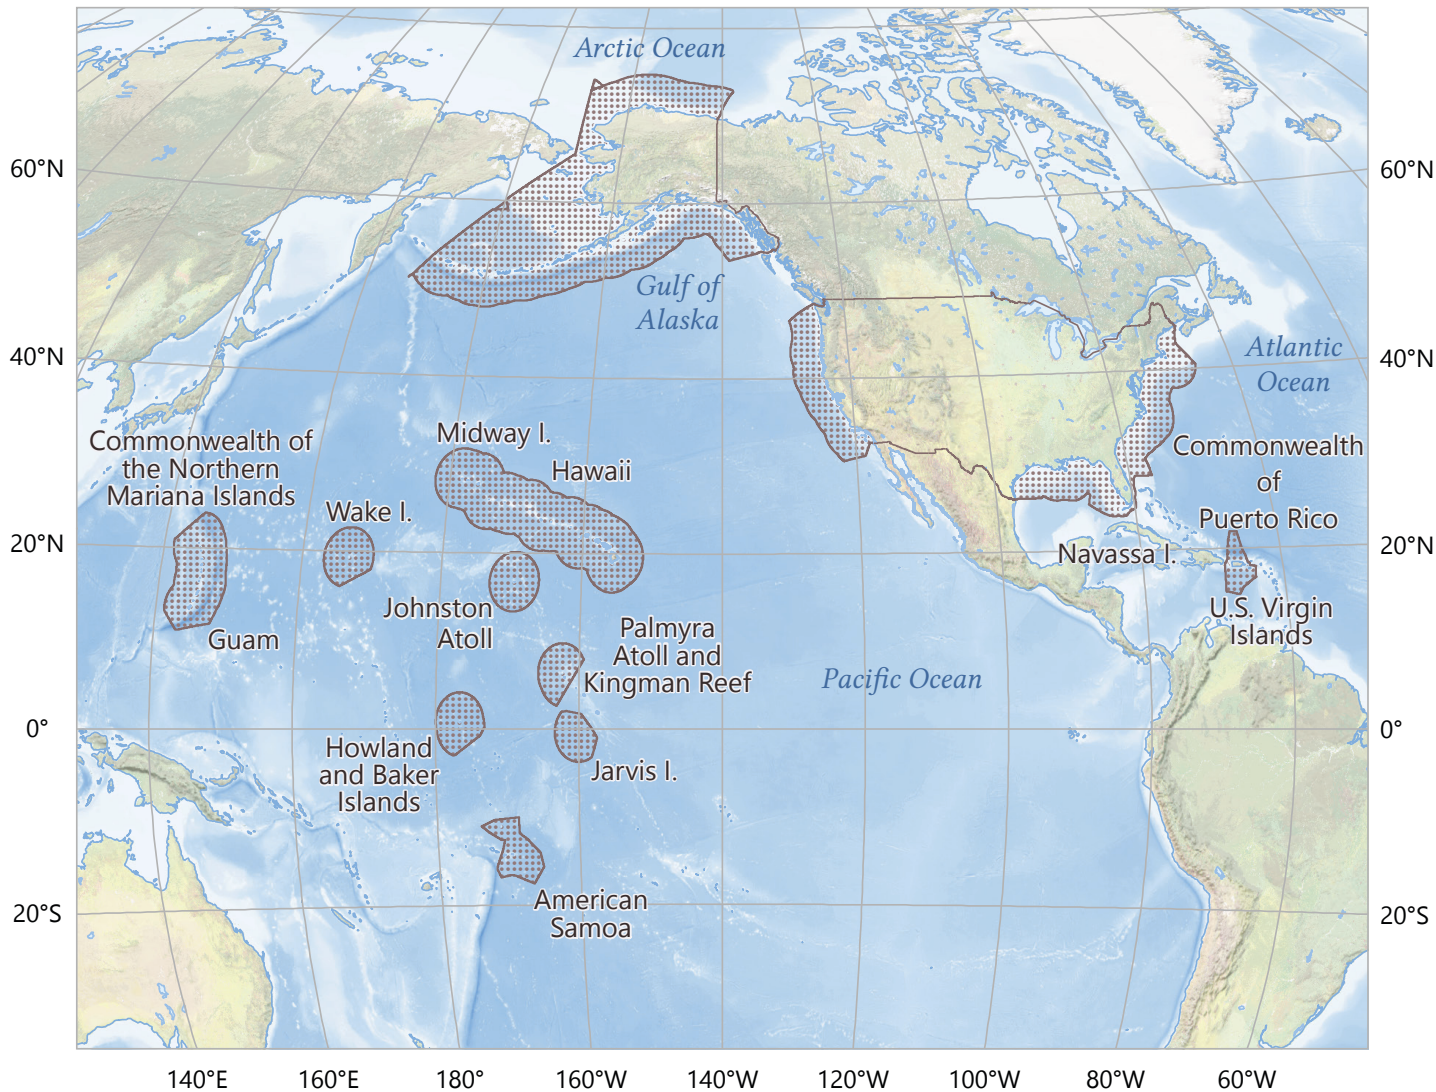 Arctic Ocean
60°N
60°N
Gulf of
Alaska
40°N
Atlantic
Ocean
40°N
Commonwealth of
the Northern
Mariana Islands
Midway I.
Hawaii
Commonwealth
of
Puerto Rico
Wake I.
20°N
Navassa I.
20°N
Johnston
Atoll
Guam
Palmyra
Atoll and
Kingman Reef
U.S. Virgin
Islands
Pacific Ocean
0°
0°
Howland
and Baker
Islands
Jarvis I.
American
Samoa
20°S
20°S
140°E
160°E
180°
160°W
140°W
120°W
100°W
80°W
60°W